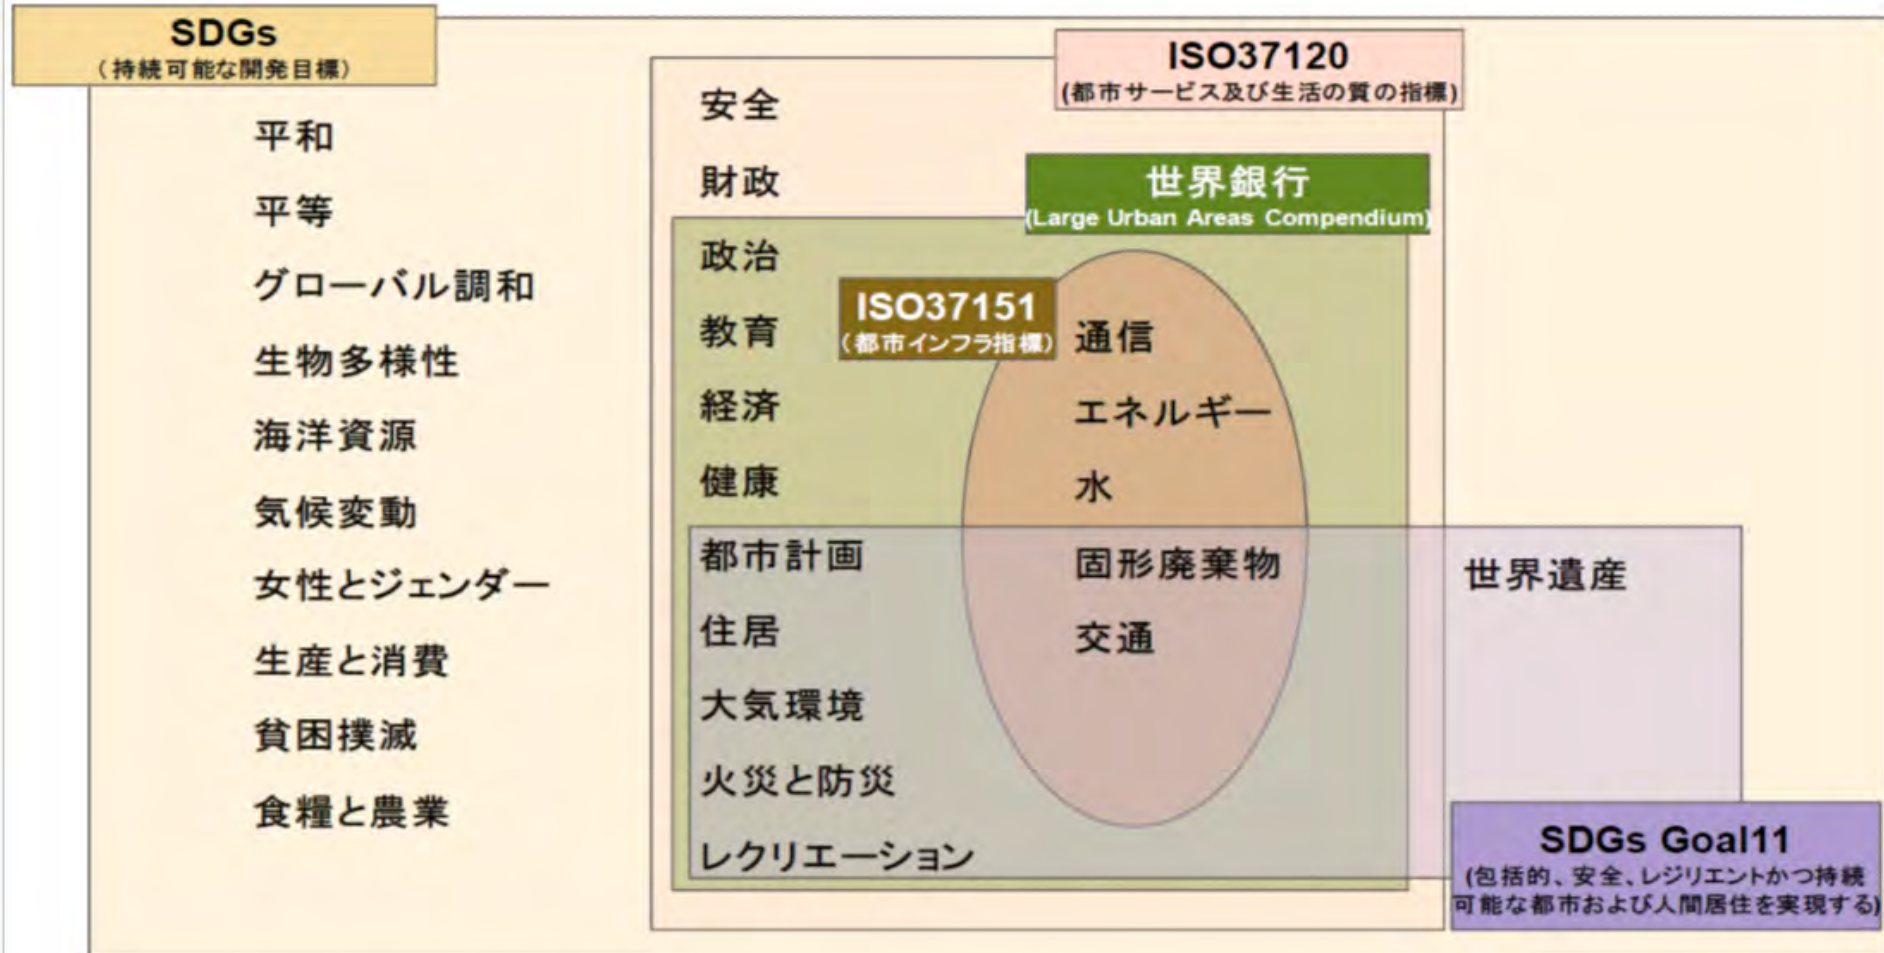 SDGs
(持続可能な開発目標)
平和
平等
グローバル調和
生物多様性
海洋資源
気候変動
女性とジェンダー
生産と消費
貧困撲滅
食糧と農業
ISO37120
(都市サービス及び生活の質の指標)
安全
財政
世界銀行
(Large Urban Areas Compendium)
政治
教育
経済
健康
都市計画
住居
大気環境
火災と防災
レクリエーション
ISO37151
(都市インフラ指標)
通信
エネルギー
水
固形廃棄物
交通
世界遺産
SDGs Goal11
(包括的、安全、レジリエントかつ持続
可能な都市および人間居住を実現する)